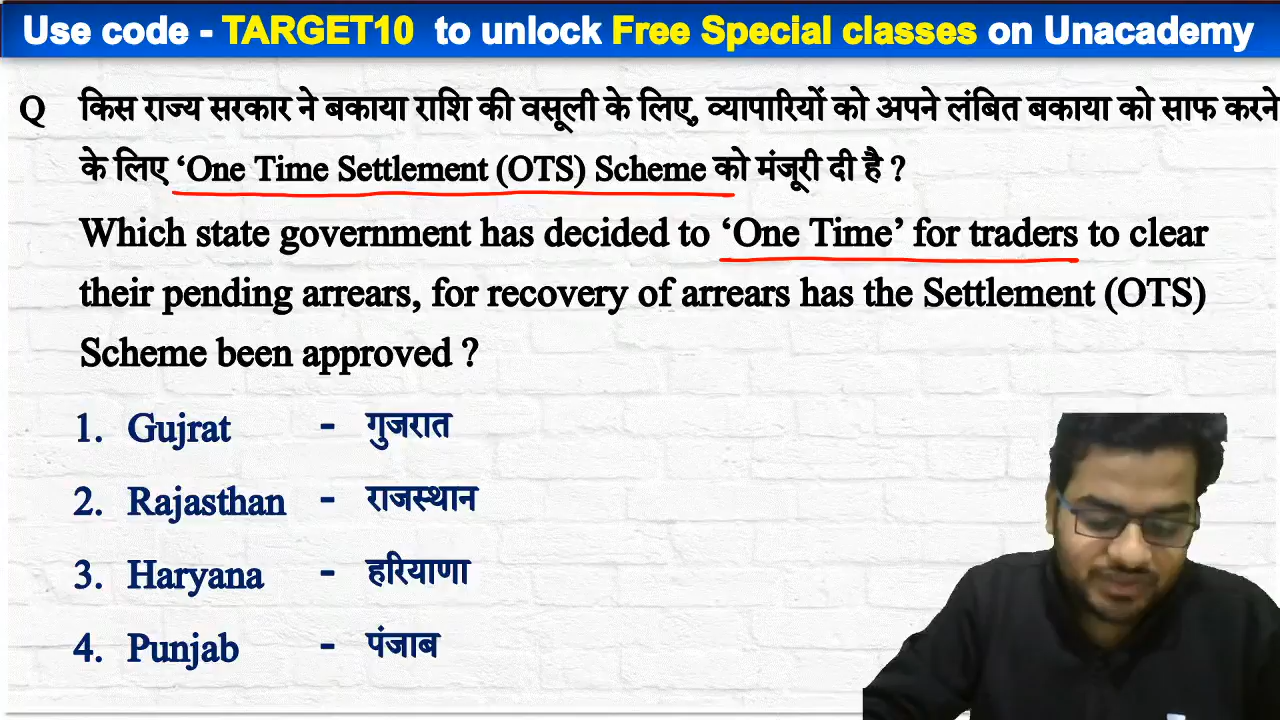 Use code - TARGET10 to unlock Free Special classes on Unacademy
Q किस राज्य सरकार ने बकाया राशि की वसूली के लिए, व्यापारियों को अपने लंबित बकाया को साफ करने
के लिए ‘One Time Settlement (OTS) Scheme को मंजूरी दी है ?
Which state government has decided to ‘One Time’ for traders to clear
their pending arrears, for recovery of arrears has the Settlement (OTS)
Scheme been approved ?
1. Gujrat - गुजरात
2. Rajasthan - राजस्थान
3. Haryana - हरियाणा
4. Punjab - पंजाब